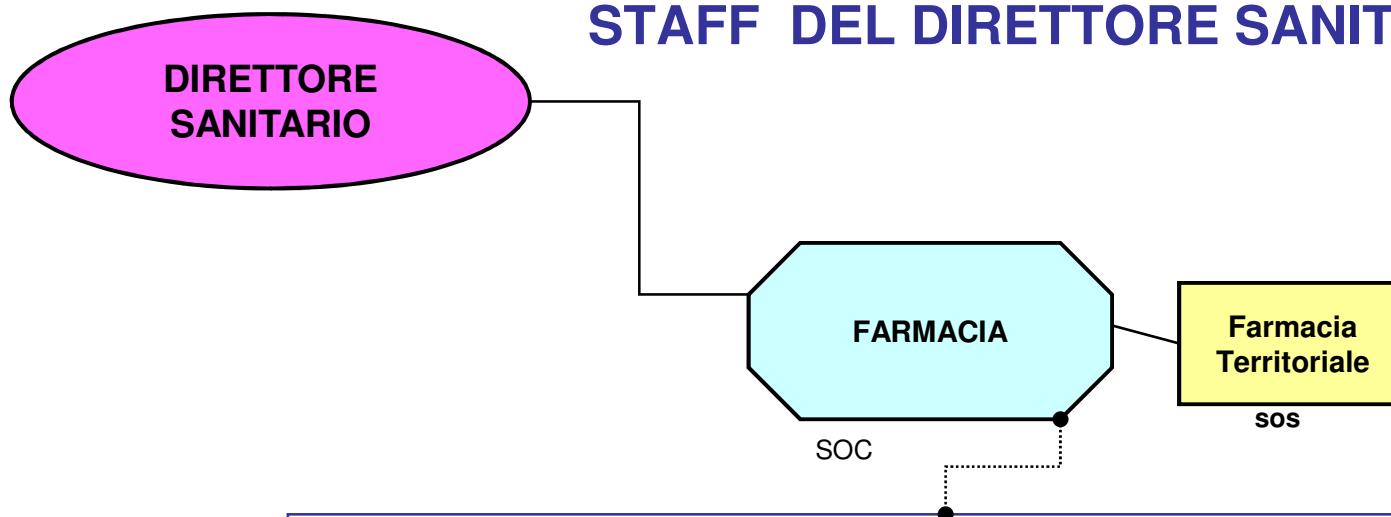 STAFF DEL DIRETTORE SANIT
DIRETTORE
SANITARIO
FARMACIA
Farmacia
Territoriale
sos
SOC